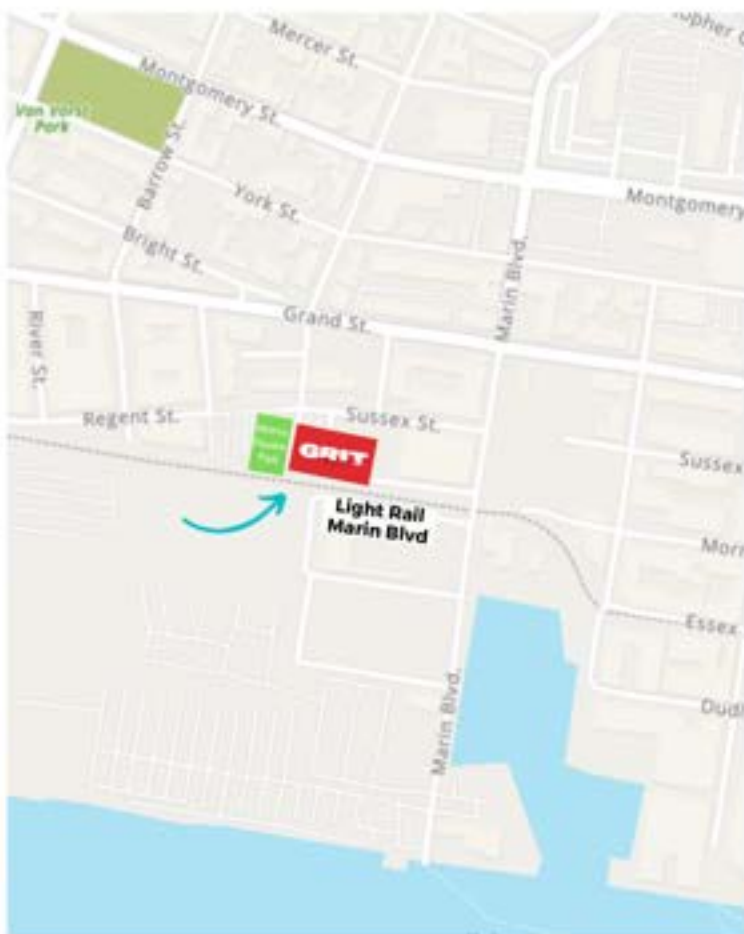 Mercer St.
Montgomery St.
Van Vorst
Park
Barrow St.
York St.
Montgomery
Bright St.
Marin Blvd.
Grand St.
River St.
Regent St.
Sussex St.
GRIT
Sussex
Light Rail
Marin Blvd
Essex
Marin Blvd.